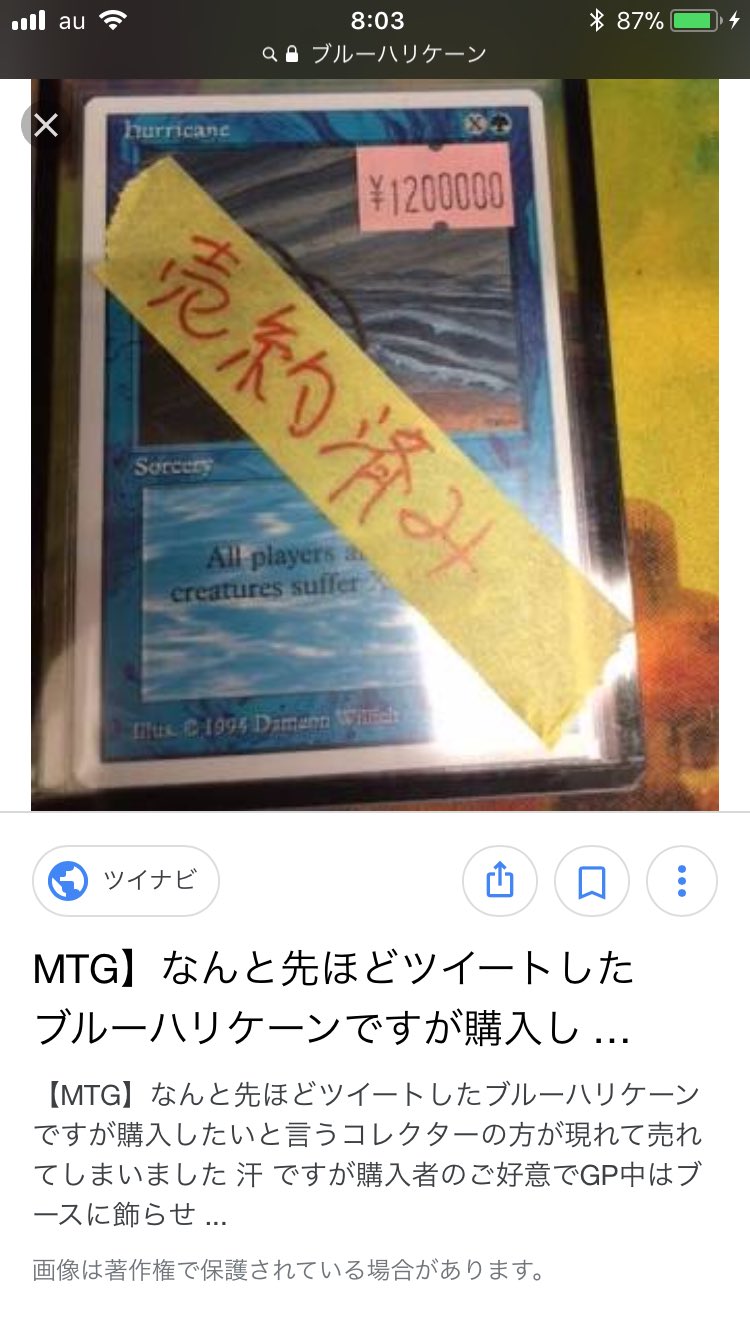 au 8:03 87%
ブルーハリケーン
hurricane X
¥1200000
売約済み
Sorcery
All players
creatures suffer
Illus. © 1994 Dameon Willich
ツイナビ
MTG】なんと先ほどツイートした
ブルーハリケーンですが購入し ...
【MTG】なんと先ほどツイートしたブルーハリケーン
ですが購入したいと言うコレクターの方が現れて売れ
てしまいました 汗 ですが購入者のご好意でGP中はブ
ースに飾らせ ...
画像は著作権で保護されている場合があります。